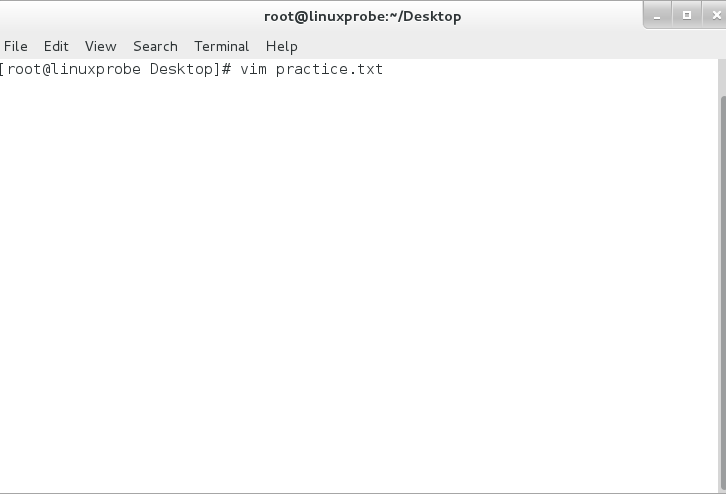 root@linuxprobe:~/Desktop
File Edit View Search Terminal Help
[root@linuxprobe Desktop]# vim practice.txt